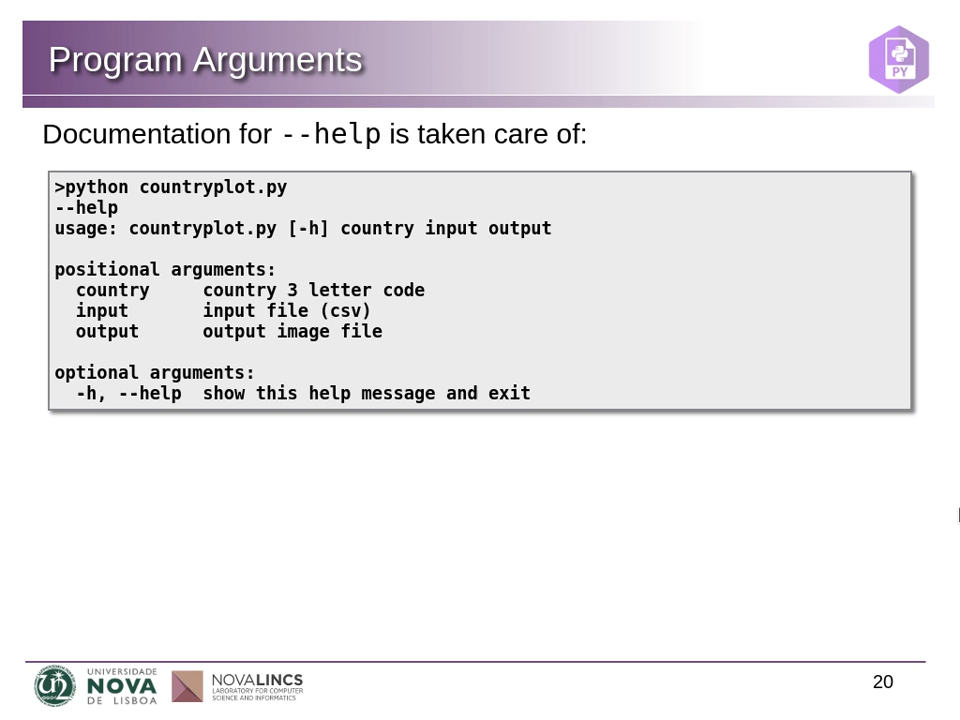 Program Arguments
PY
Documentation for --help is taken care of:
>python countryplot.py
--help
usage: countryplot.py [-h] country input output
positional arguments:
  country     country 3 letter code
  input       input file (csv)
  output      output image file
optional arguments:
  -h, --help  show this help message and exit
UNIVERSIDADE
NOVA
DE LISBOA
NOVALINCS
LABORATORY FOR COMPUTER
SCIENCE AND INFORMATICS
20